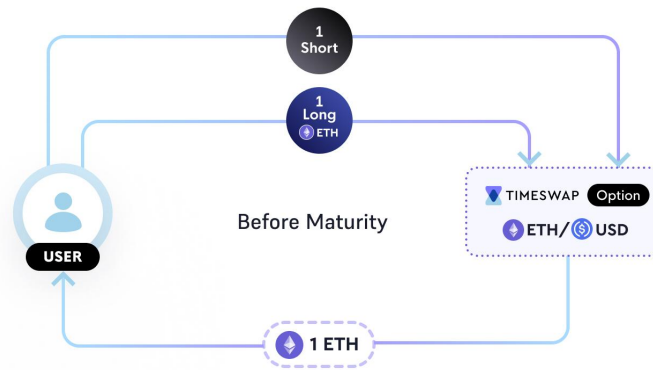 1
Short
1
Long
ETH
TIMESWAP Option
ETH/USD
Before Maturity
USER
1 ETH